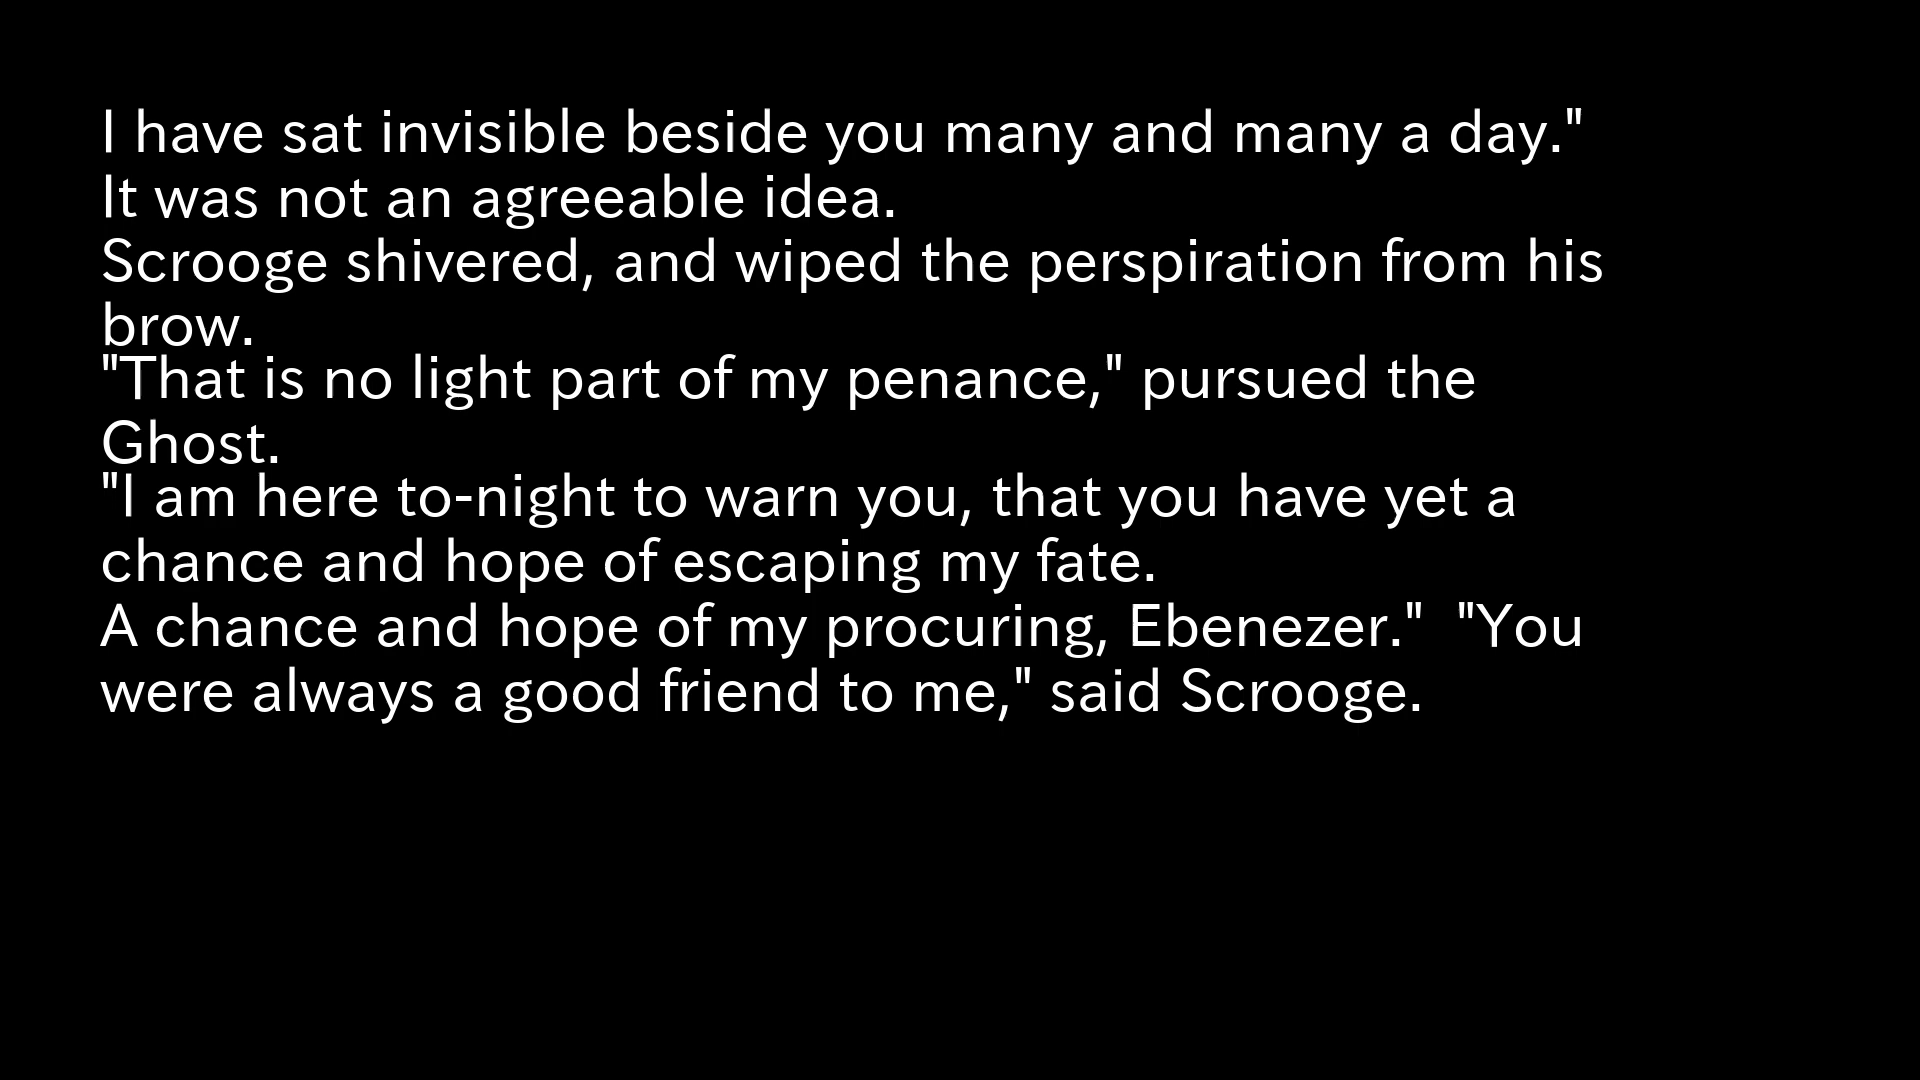 I have sat invisible beside you many and many a day."
It was not an agreeable idea.
Scrooge shivered, and wiped the perspiration from his
brow.
"That is no light part of my penance," pursued the
Ghost.
"I am here to-night to warn you, that you have yet a
chance and hope of escaping my fate.
A chance and hope of my procuring, Ebenezer."  "You
were always a good friend to me," said Scrooge.